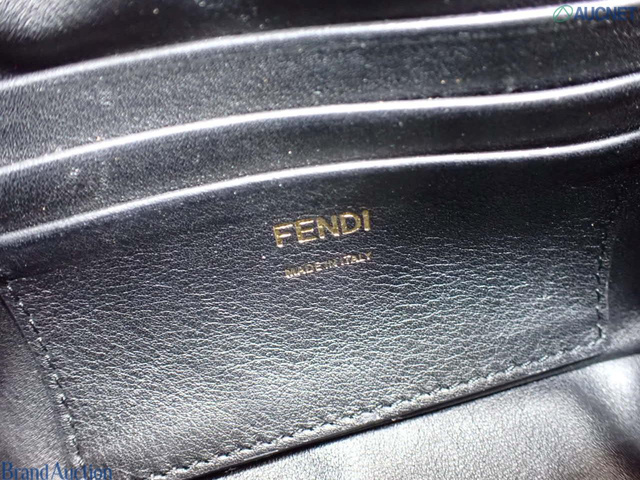 AUCNET
FENDI
MADE IN ITALY
Brand Auction